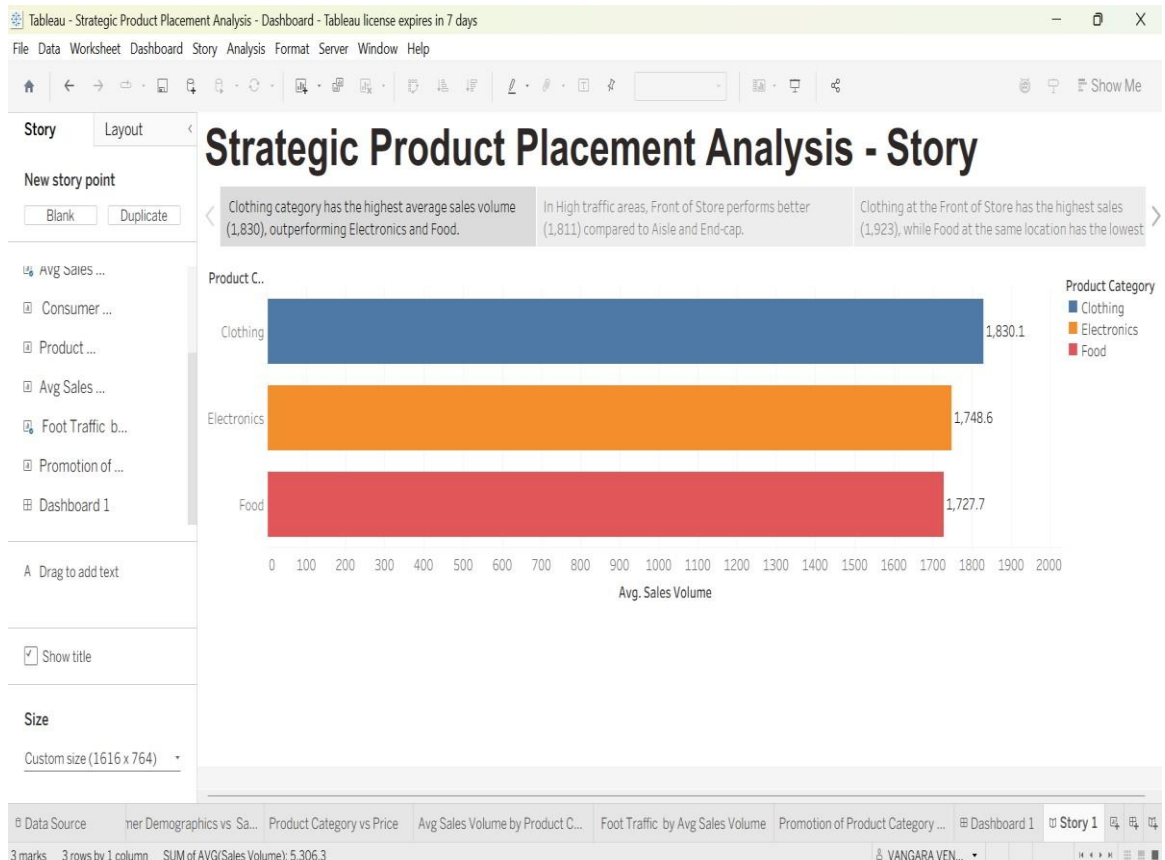 Tableau - Strategic Product Placement Analysis - Dashboard - Tableau license expires in 7 days
File Data Worksheet Dashboard Story Analysis Format Server Window Help
Show Me
Story Layout
New story point
Blank Duplicate
Avg Sales ...
Consumer ...
Product ...
Avg Sales ...
Foot Traffic b...
Promotion of ...
Dashboard 1
A Drag to add text
Show title
Size
Custom size (1616 x 764)
Strategic Product Placement Analysis - Story
Clothing category has the highest average sales volume
(1,830), outperforming Electronics and Food.
In High traffic areas, Front of Store performs better
(1,811) compared to Aisle and End-cap.
Clothing at the Front of Store has the highest sales
(1,923), while Food at the same location has the lowest
Product C..
Clothing
1,830.1
Electronics
1,748.6
Food
1,727.7
0 100 200 300 400 500 600 700 800 900 1000 1100 1200 1300 1400 1500 1600 1700 1800 1900 2000
Avg. Sales Volume
Product Category
Clothing
Electronics
Food
Data Source ner Demographics vs Sa... Product Category vs Price Avg Sales Volume by Product C... Foot Traffic by Avg Sales Volume Promotion of Product Category ... Dashboard 1 Story 1
3 marks 3 rows by 1 column SUM of AVG(Sales Volume): 5,306.3 VANGARA VEN...